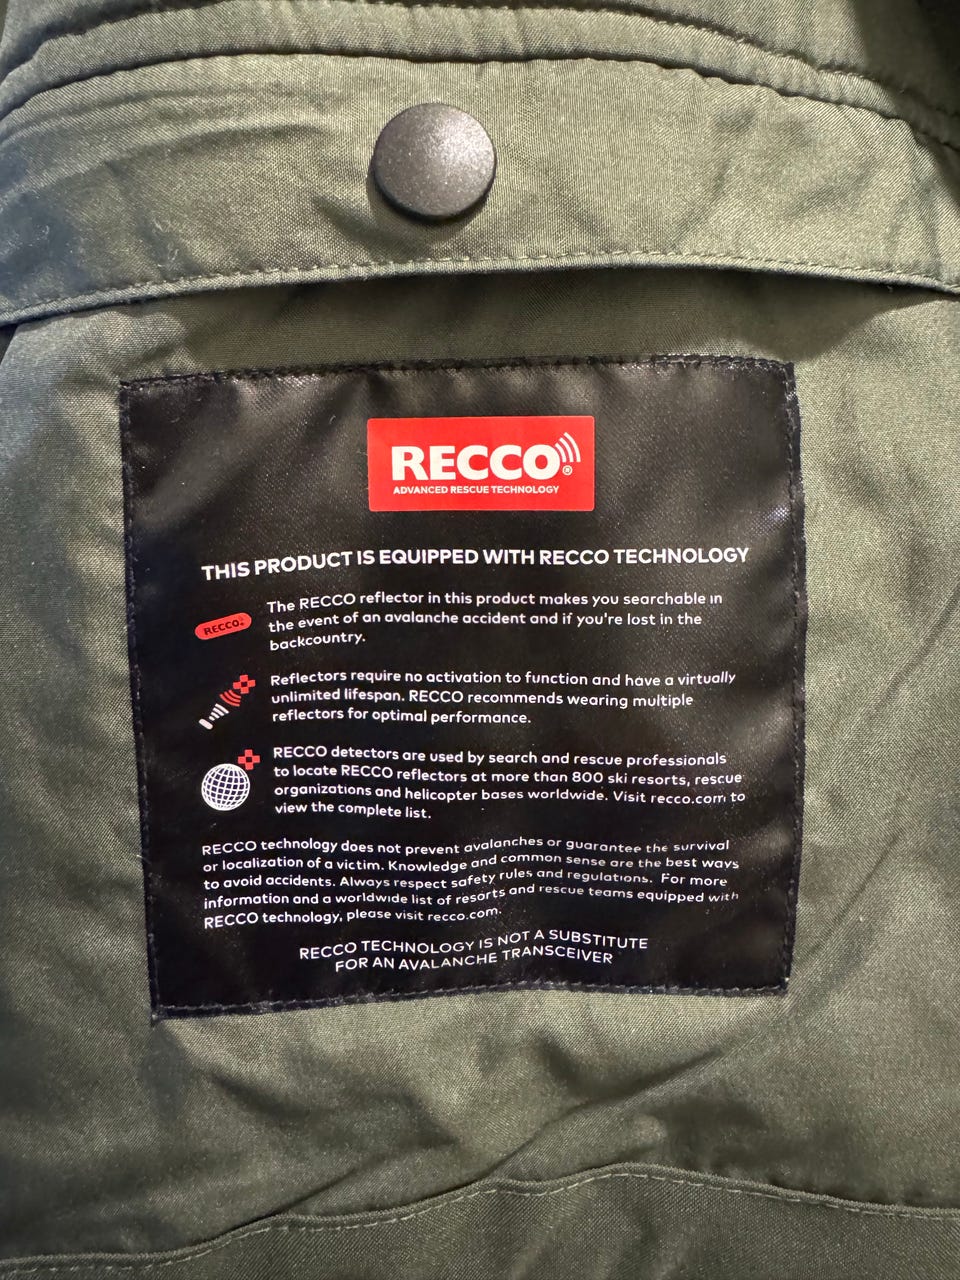 RECCO®
ADVANCED RESCUE TECHNOLOGY
THIS PRODUCT IS EQUIPPED WITH RECCO TECHNOLOGY
The RECCO reflector in this product makes you searchable in
the event of an avalanche accident and if you're lost in the
backcountry.
RECCO®
Reflectors require no activation to function and have a virtually
unlimited lifespan. RECCO recommends wearing multiple
reflectors for optimal performance.
RECCO detectors are used by search and rescue professionals
to locate RECCO reflectors at more than 800 ski resorts, rescue
organizations and helicopter bases worldwide. Visit recco.com to
view the complete list.
RECCO technology does not prevent avalanches or guarantee the survival
or localization of a victim. Knowledge and common sense are the best ways
to avoid accidents. Always respect safety rules and regulations. For more
information and a worldwide list of resorts and rescue teams equipped with
RECCO technology, please visit recco.com.
RECCO TECHNOLOGY IS NOT A SUBSTITUTE
FOR AN AVALANCHE TRANSCEIVER